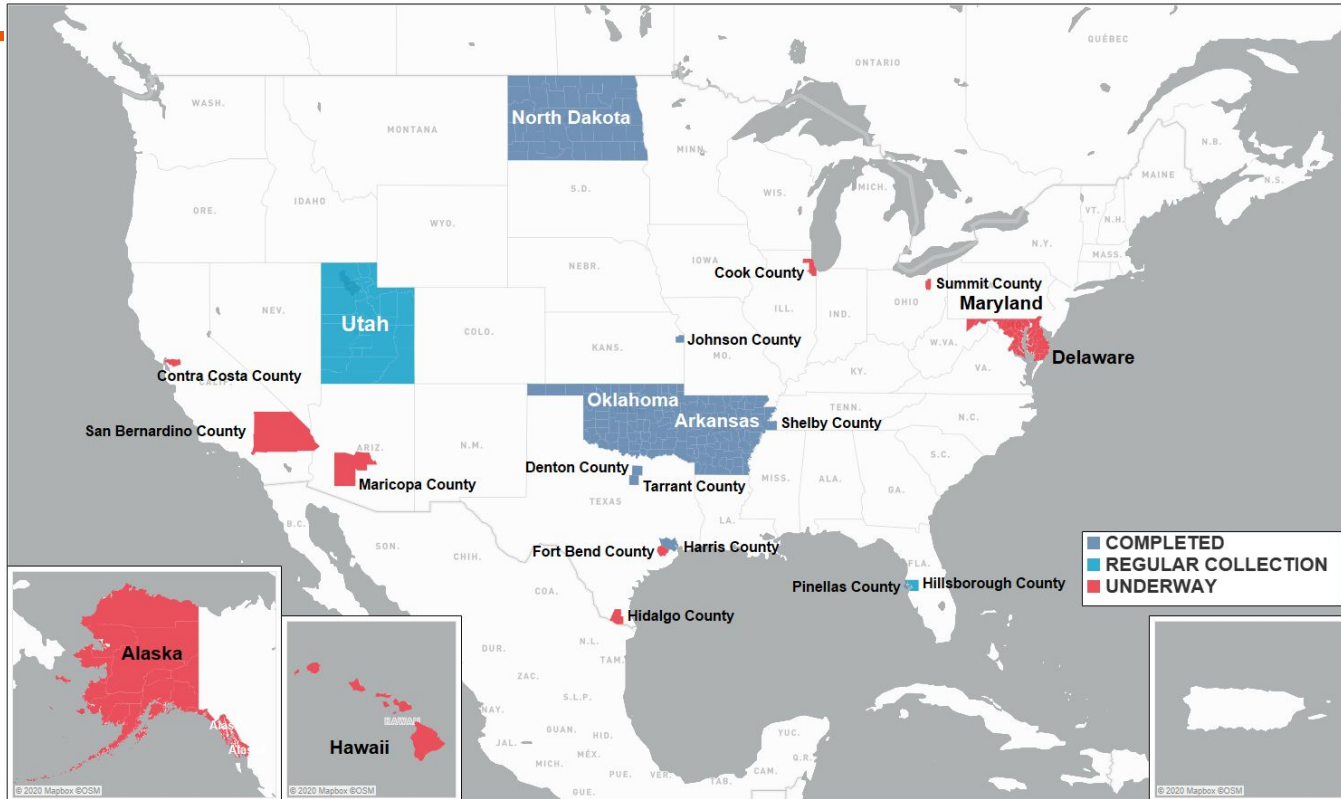 QUÉBEC
ONTARIO
WASH.
MONTANA
North Dakota
MINN.
N.B.
MAINE
N.S.
ORE.
IDAHO
S.D.
WIS.
MICH.
VT.
N.H.
WYO.
N.Y.
MASS.
NEBR.
IOWA
Cook County
Summit County
Maryland
NEV.
Utah
COLO.
ILL.
IND.
OHIO
KANS.
Johnson County
MO.
W.VA.
Delaware
Contra Costa County
CALIF.
KY.
VA.
Oklahoma
Arkansas
TENN.
N.C.
San Bernardino County
Shelby County
ARIZ.
N.M.
S.C.
Denton County
Maricopa County
Tarrant County
MISS.
ALA.
GA.
TEXAS
B.C.
LA.
SON.
CHIH.
Fort Bend County
Harris County
COMPLETED
REGULAR COLLECTION
UNDERWAY
FLA.
Pinellas County
Hillsborough County
COA.
Hidalgo County
Alaska
DUR.
N.L.
TAM.
ZAC.
S.L.P.
NAY.
GUAN.
HID.
YUC.
JAL.
MÉX.
Q.R.
MICH.
PUE.
VER.
TAB.
CAM.
GUE.
HAWAII
Hawaii
Alas
Alaska
© 2020 Mapbox ©OSM
© 2020 Mapbox ©OSM
© 2020 Mapbox ©OSM